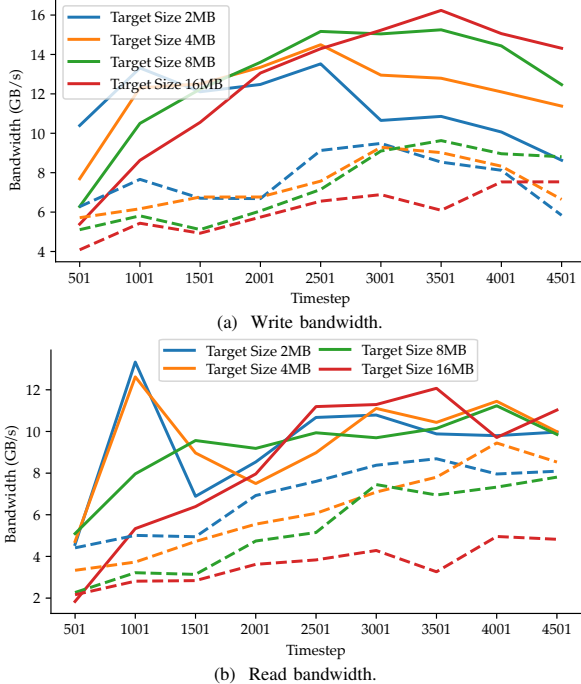 16
14
12
10
8
6
4
Bandwidth (GB/s)
Target Size 2MB
Target Size 4MB
Target Size 8MB
Target Size 16MB
501 1001 1501 2001 2501 3001 3501 4001 4501
Timestep
(a) Write bandwidth.
Target Size 2MB Target Size 8MB
Target Size 4MB Target Size 16MB
12
10
8
6
4
2
Bandwidth (GB/s)
501 1001 1501 2001 2501 3001 3501 4001 4501
Timestep
(b) Read bandwidth.